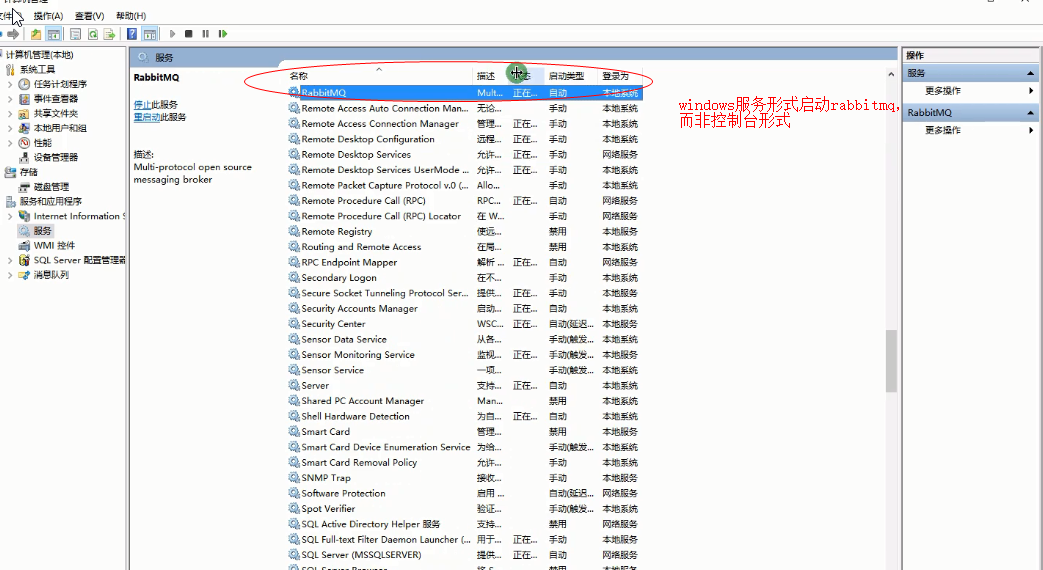 计算机管理
文件 操作(A) 查看(V) 帮助(H)
计算机管理(本地)
系统工具
任务计划程序
事件查看器
共享文件夹
本地用户和组
性能
设备管理器
存储
磁盘管理
服务和应用程序
Internet Information S
服务
WMI 控件
SQL Server 配置管理器
消息队列
服务
RabbitMQ
停止此服务
重启动此服务
描述:
Multi-protocol open source
messaging broker
名称 描述 启动类型 登录为
RabbitMQ Mult... 正在... 自动 本地系统
Remote Access Auto Connection Man... 无论... 手动 本地系统
Remote Access Connection Manager 管理... 正在... 手动 本地系统
Remote Desktop Configuration 远程... 正在... 手动 本地系统
Remote Desktop Services 允许... 正在... 手动 网络服务
Remote Desktop Services UserMode ... 允许... 正在... 手动 本地系统
Remote Packet Capture Protocol v.0 (... Allo... 手动 本地系统
Remote Procedure Call (RPC) RPC... 正在... 自动 网络服务
Remote Procedure Call (RPC) Locator 在 W... 手动 网络服务
Remote Registry 使远... 禁用 本地服务
Routing and Remote Access 在局... 禁用 本地系统
RPC Endpoint Mapper 解析 ... 正在... 自动 网络服务
Secondary Logon 在不... 手动 本地系统
Secure Socket Tunneling Protocol Ser... 提供... 正在... 手动 本地服务
Security Accounts Manager 启动... 正在... 自动 本地系统
Security Center WSC... 正在... 自动(延迟... 本地服务
Sensor Data Service 从各... 手动(触发... 本地系统
Sensor Monitoring Service 监视... 正在... 手动(触发... 本地服务
Sensor Service 一项... 手动(触发... 本地系统
Server 支持... 正在... 自动 本地系统
Shared PC Account Manager Man... 禁用 本地系统
Shell Hardware Detection 为自... 正在... 自动 本地系统
Smart Card 管理... 禁用 本地服务
Smart Card Device Enumeration Service 为给... 手动(触发... 本地系统
Smart Card Removal Policy 允许... 手动 本地系统
SNMP Trap 接收... 手动 本地服务
Software Protection 启用 ... 自动(延迟... 网络服务
Spot Verifier 验证... 手动(触发... 本地系统
SQL Active Directory Helper 服务 支持... 禁用 网络服务
SQL Full-text Filter Daemon Launcher (... 用于... 正在... 手动 本地服务
SQL Server (MSSQLSERVER) 提供... 正在... 自动 网络服务
SQL Server Browser
windows服务形式启动rabbitmq,
而非控制台形式
操作
服务
更多操作
RabbitMQ
更多操作